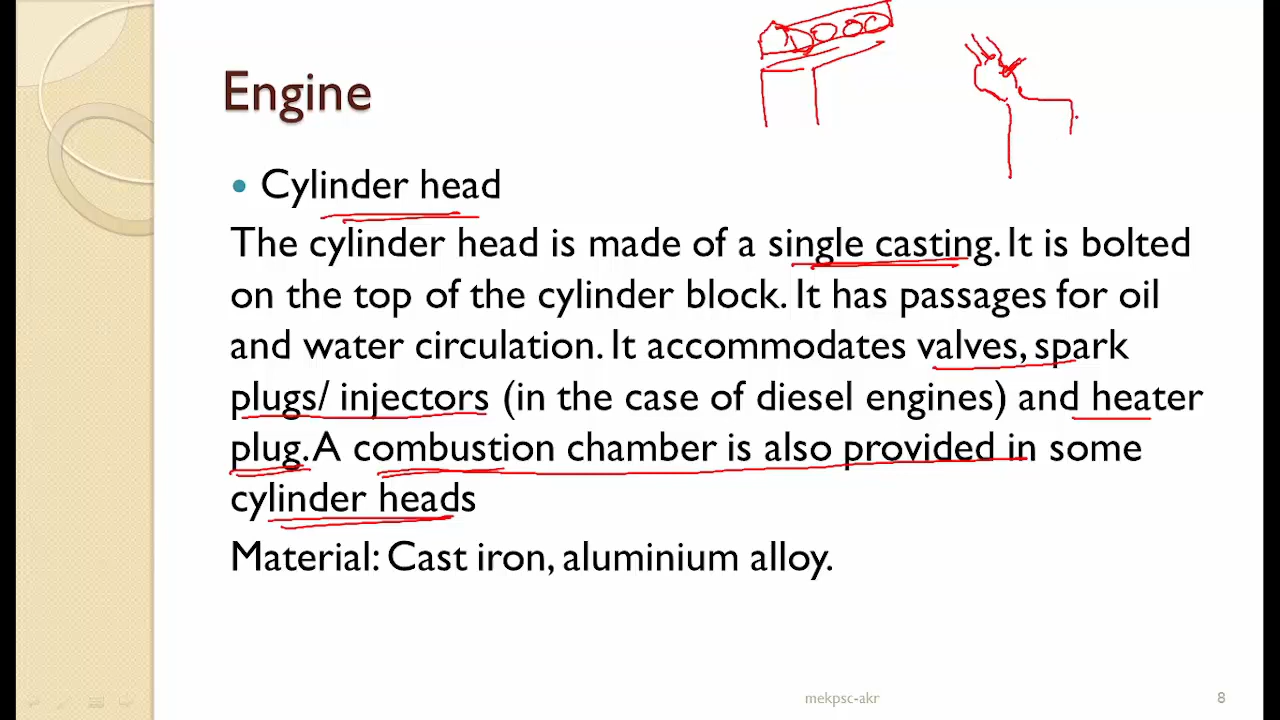 Engine
• Cylinder head
The cylinder head is made of a single casting. It is bolted
on the top of the cylinder block. It has passages for oil
and water circulation. It accommodates valves, spark
plugs/ injectors (in the case of diesel engines) and heater
plug. A combustion chamber is also provided in some
cylinder heads
Material: Cast iron, aluminium alloy.
mekpsc-akr 8